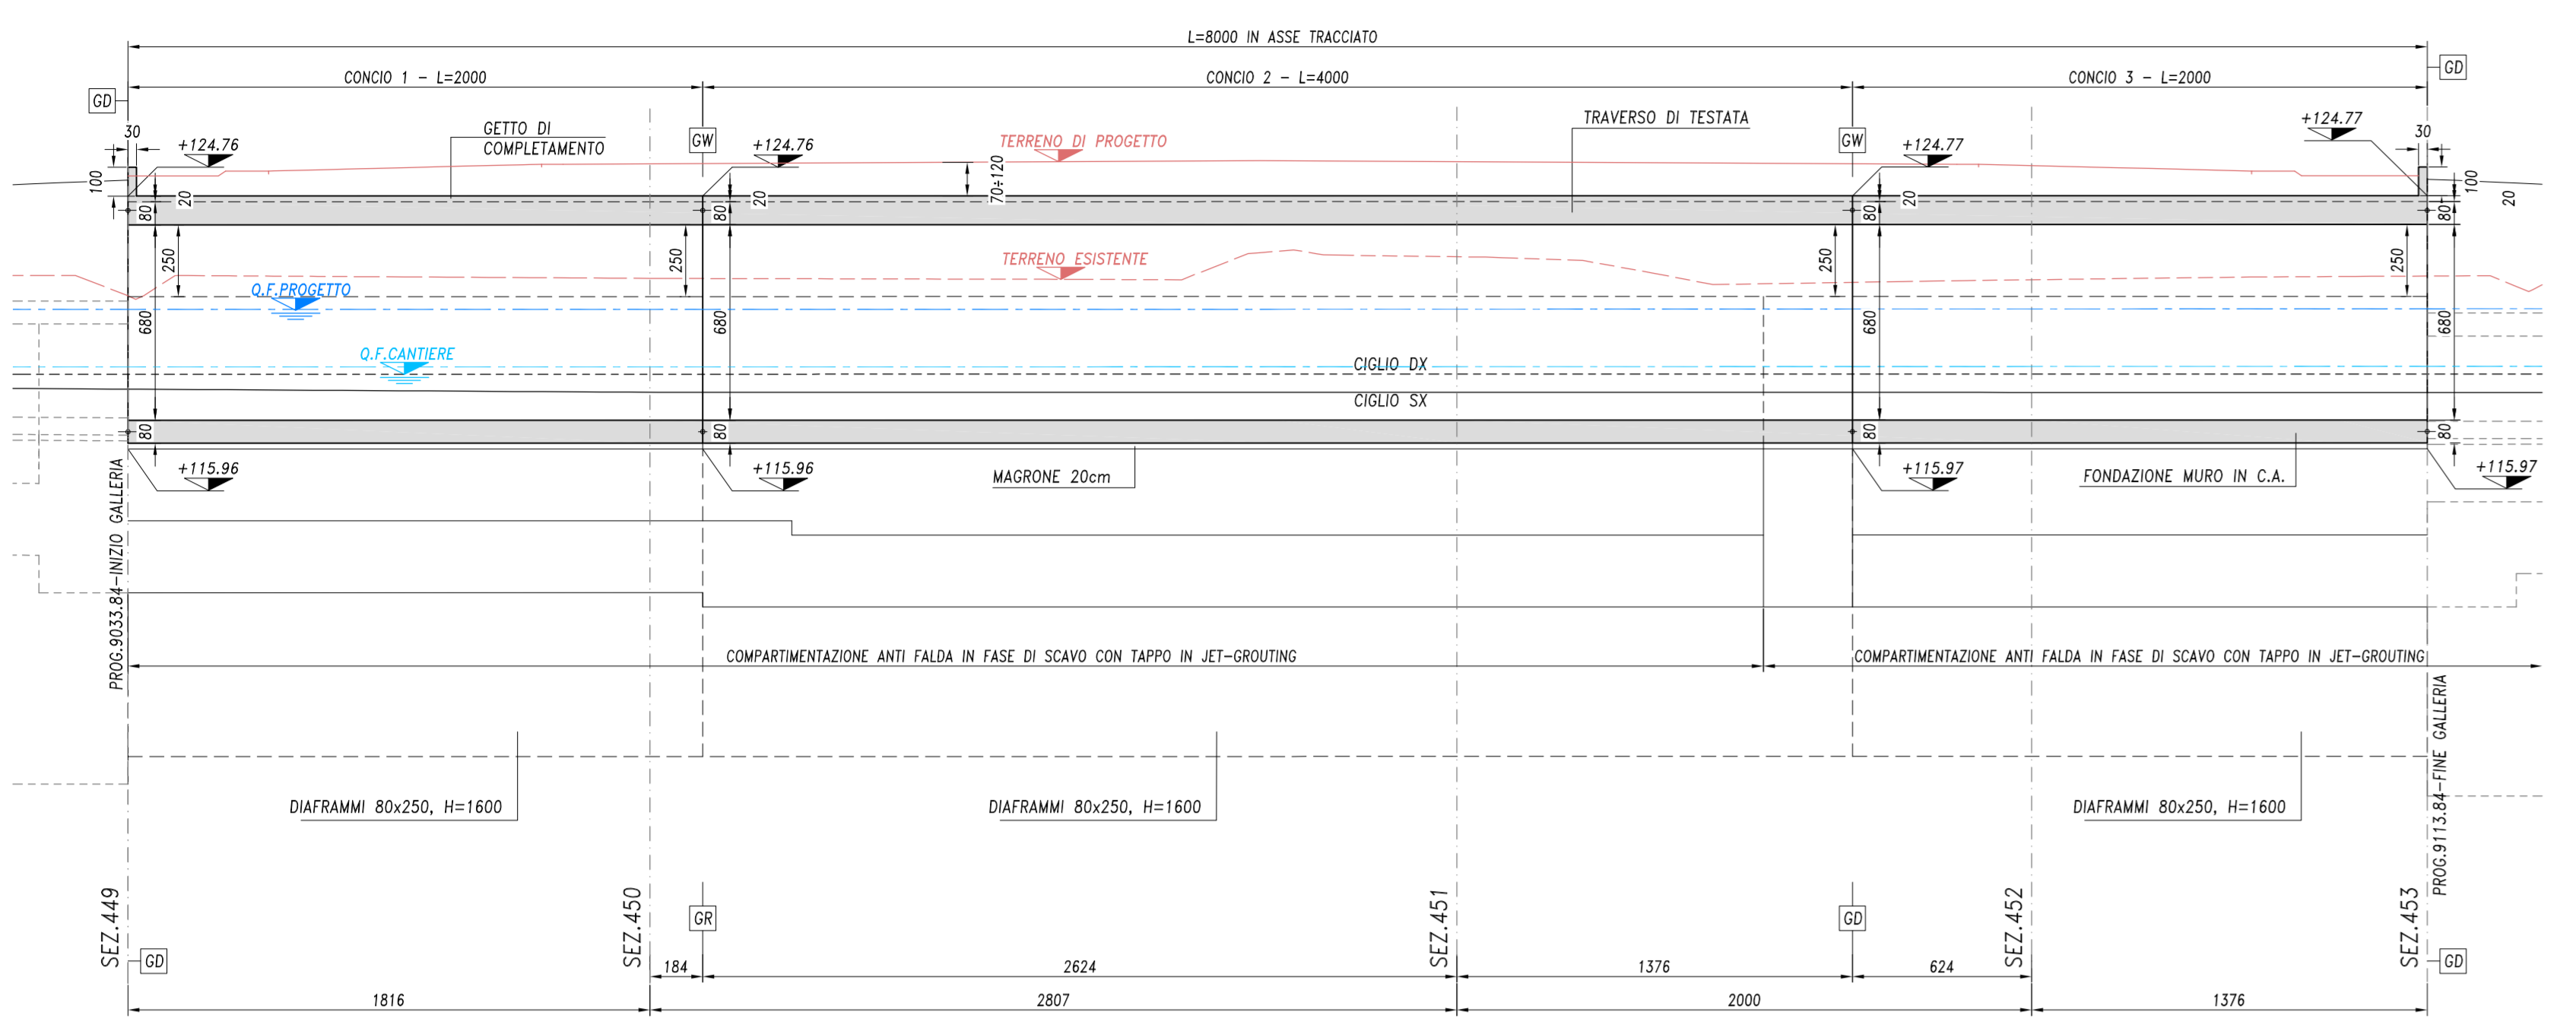 L=8000 IN ASSE TRACCIATO
CONCIO 1 - L=2000
CONCIO 2 - L=4000
CONCIO 3 - L=2000
GD
GD
30
+124.76
GETTO DI
COMPLETAMENTO
GW
+124.76
TERRENO DI PROGETTO
TRAVERSO DI TESTATA
GW
+124.77
+124.77
30
100
80
20
80
20
70÷120
80
20
80
100
20
250
680
250
680
TERRENO ESISTENTE
250
680
250
680
Q.F.PROGETTO
Q.F.CANTIERE
CIGLIO DX
CIGLIO SX
80
80
80
80
+115.96
+115.96
MAGRONE 20cm
+115.97
FONDAZIONE MURO IN C.A.
+115.97
PROG.9033.84-INIZIO GALLERIA
COMPARTIMENTAZIONE ANTI FALDA IN FASE DI SCAVO CON TAPPO IN JET-GROUTING
COMPARTIMENTAZIONE ANTI FALDA IN FASE DI SCAVO CON TAPPO IN JET-GROUTING
PROG.9113.84-FINE GALLERIA
DIAFRAMMI 80x250, H=1600
DIAFRAMMI 80x250, H=1600
DIAFRAMMI 80x250, H=1600
SEZ.449
SEZ.450
SEZ.451
SEZ.452
SEZ.453
GD
GR
GD
GD
184
2624
1376
624
1816
2807
2000
1376